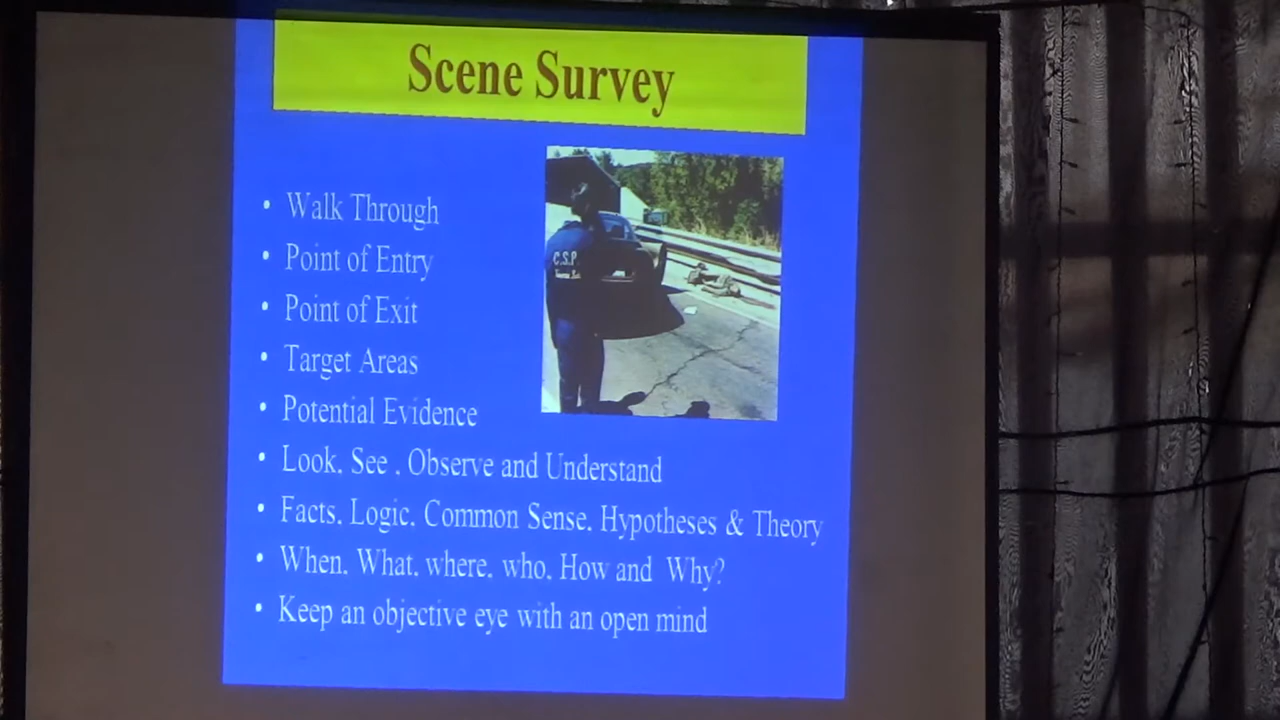 Scene Survey
• Walk Through
• Point of Entry
• Point of Exit
• Target Areas
• Potential Evidence
• Look, See , Observe and Understand
• Facts, Logic, Common Sense, Hypotheses & Theory
• When, What, where, who, How and Why?
• Keep an objective eye with an open mind
C.S.P.